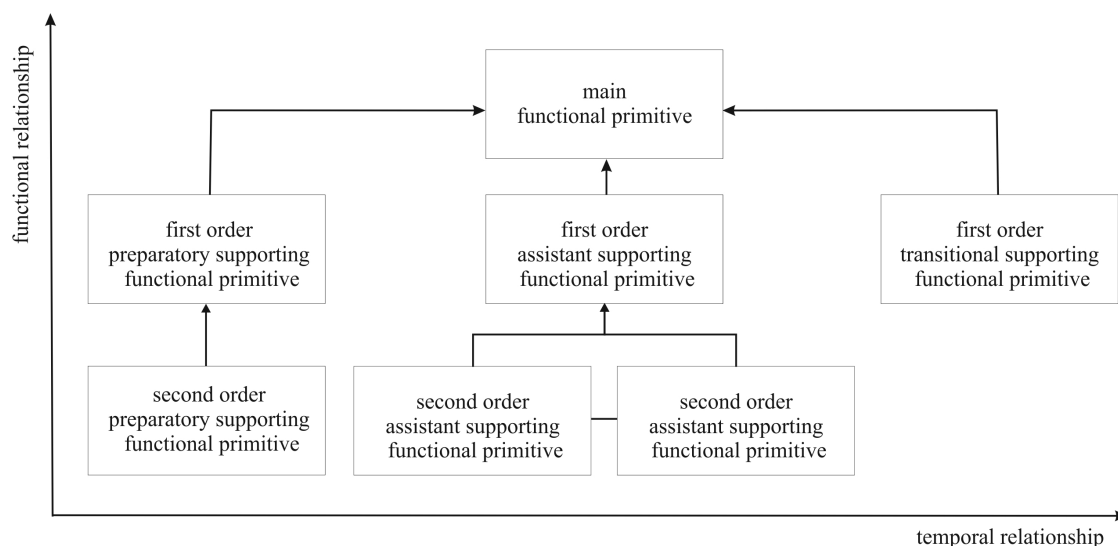 functional relationship
main
functional primitive
first order
preparatory supporting
functional primitive
first order
assistant supporting
functional primitive
first order
transitional supporting
functional primitive
second order
preparatory supporting
functional primitive
second order
assistant supporting
functional primitive
second order
assistant supporting
functional primitive
temporal relationship